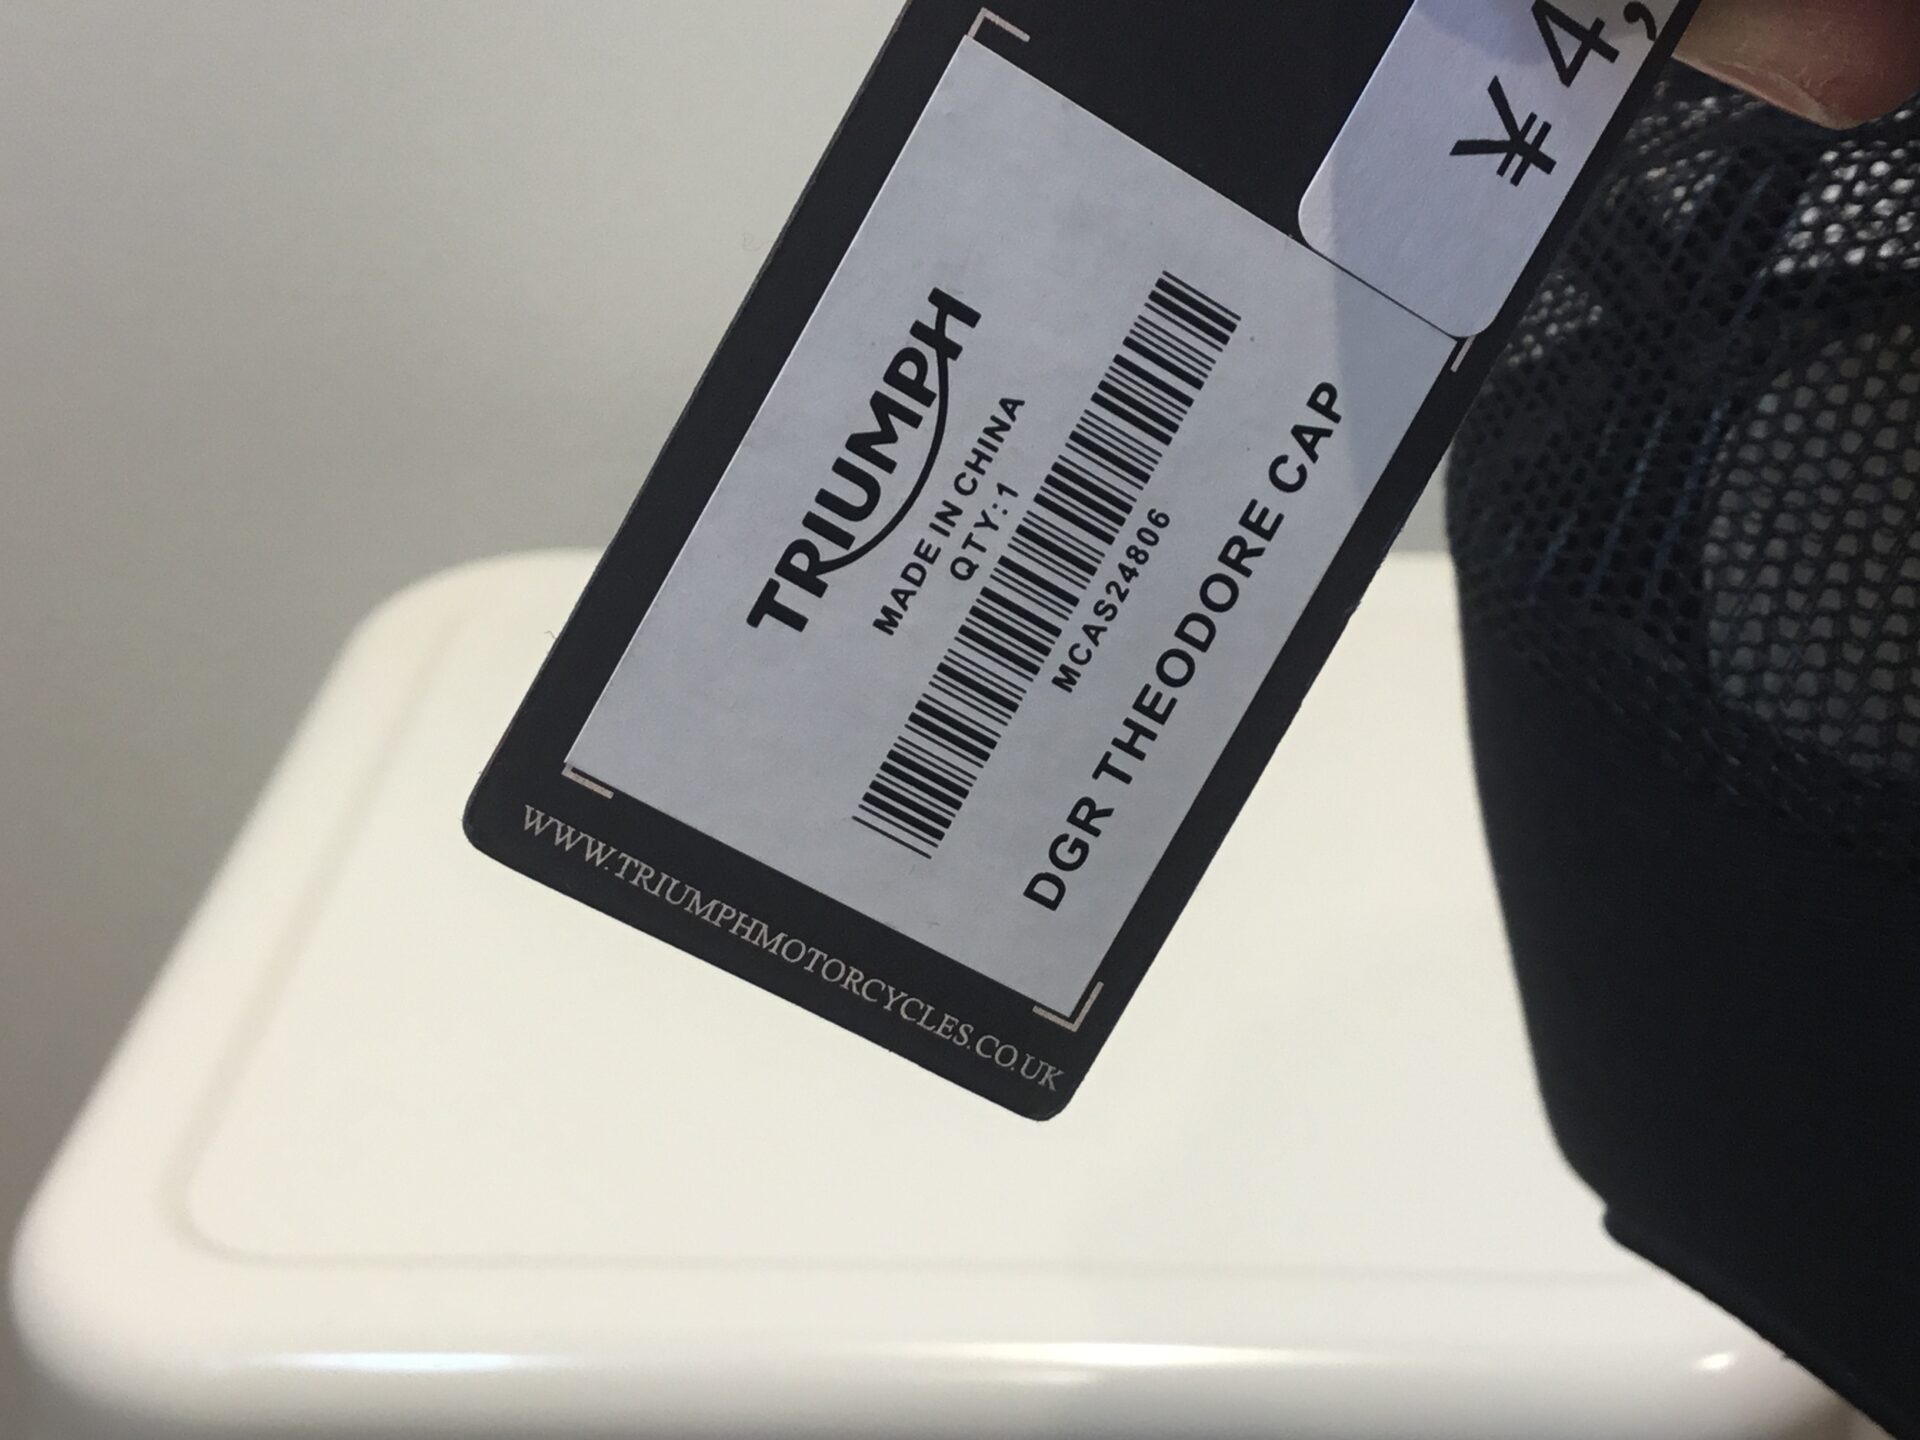 ¥4,
TRIUMPH
MADE IN CHINA
QTY: 1
MCAS24806
DGR THEODORE CAP
WWW.TRIUMPHMOTORCYCLES.CO.UK